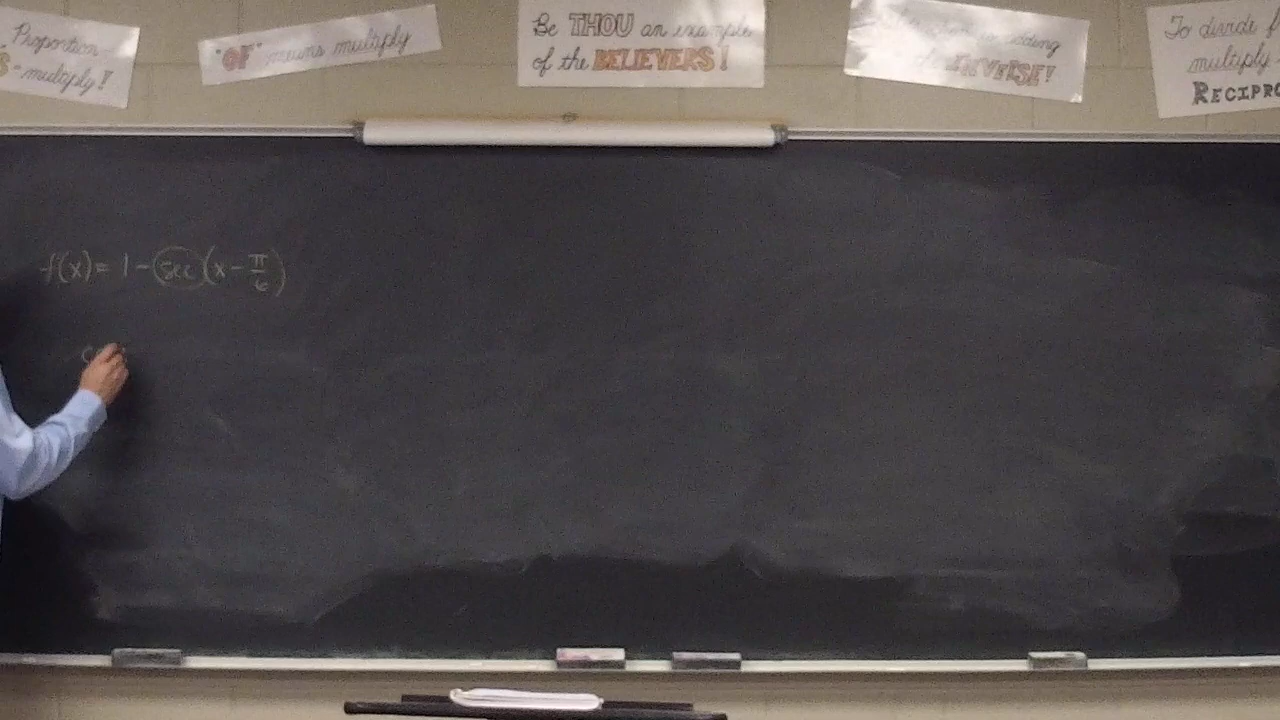 Proportion
S - multiply!
"OF" means multiply
Be THOU an example
of the BELIEVERS!
adding
INVERSE!
To divide f
multiply
RECIPRO
f(x) = 1 - sec (x - π/6)